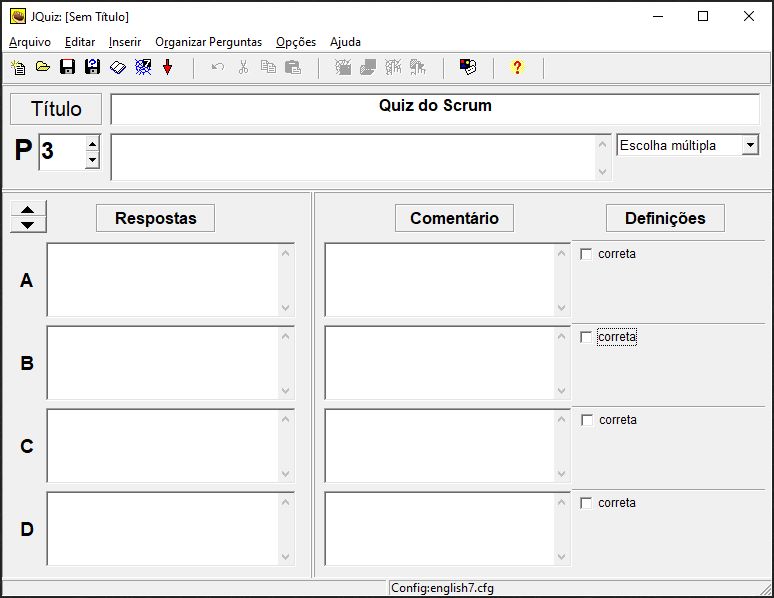 JQuiz: [Sem Título]
Arquivo Editar Inserir Organizar Perguntas Opções Ajuda
Título
Quiz do Scrum
P 3
Escolha múltipla
Respostas
Comentário
Definições
A
correta
B
correta
C
correta
D
correta
Config:english7.cfg